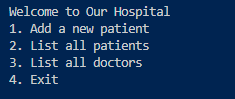 Welcome to Our Hospital
1. Add a new patient
2. List all patients
3. List all doctors
4. Exit